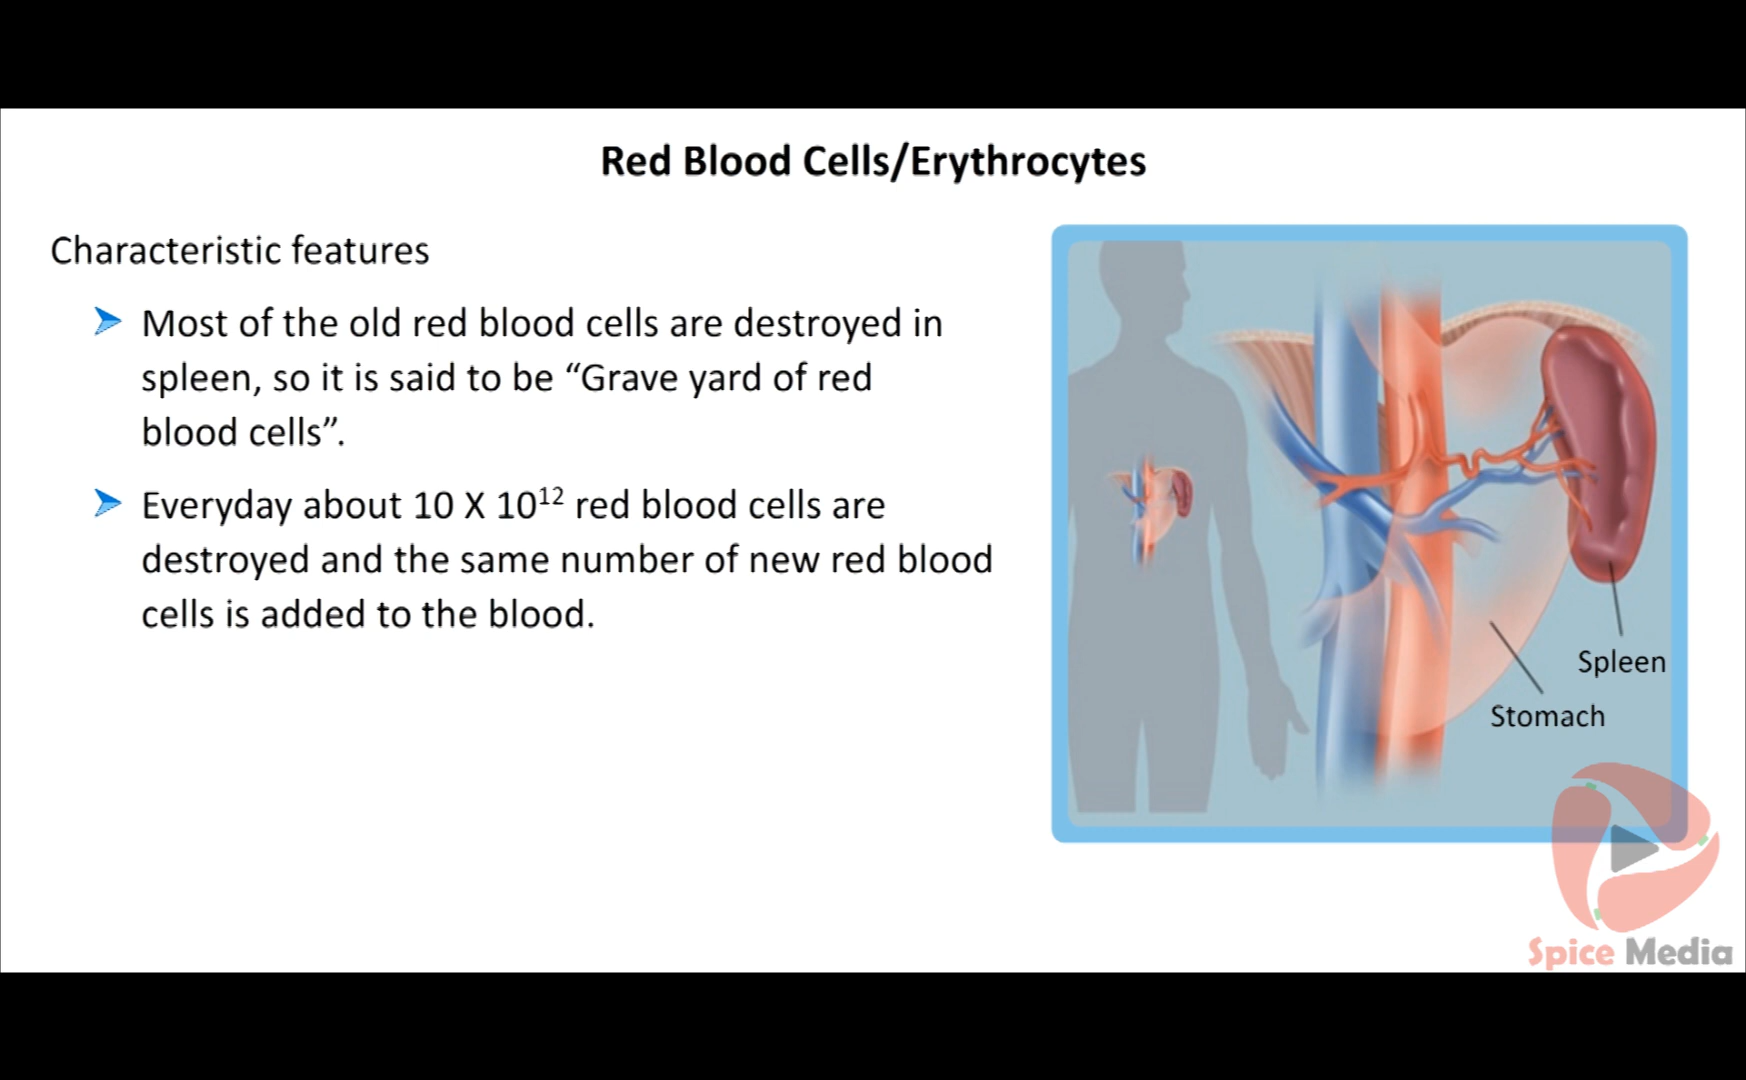 Red Blood Cells/Erythrocytes
Characteristic features
Most of the old red blood cells are destroyed in
spleen, so it is said to be “Grave yard of red
blood cells”.
Everyday about 10 X 10¹² red blood cells are
destroyed and the same number of new red blood
cells is added to the blood.
Spleen
Stomach
Spice Media